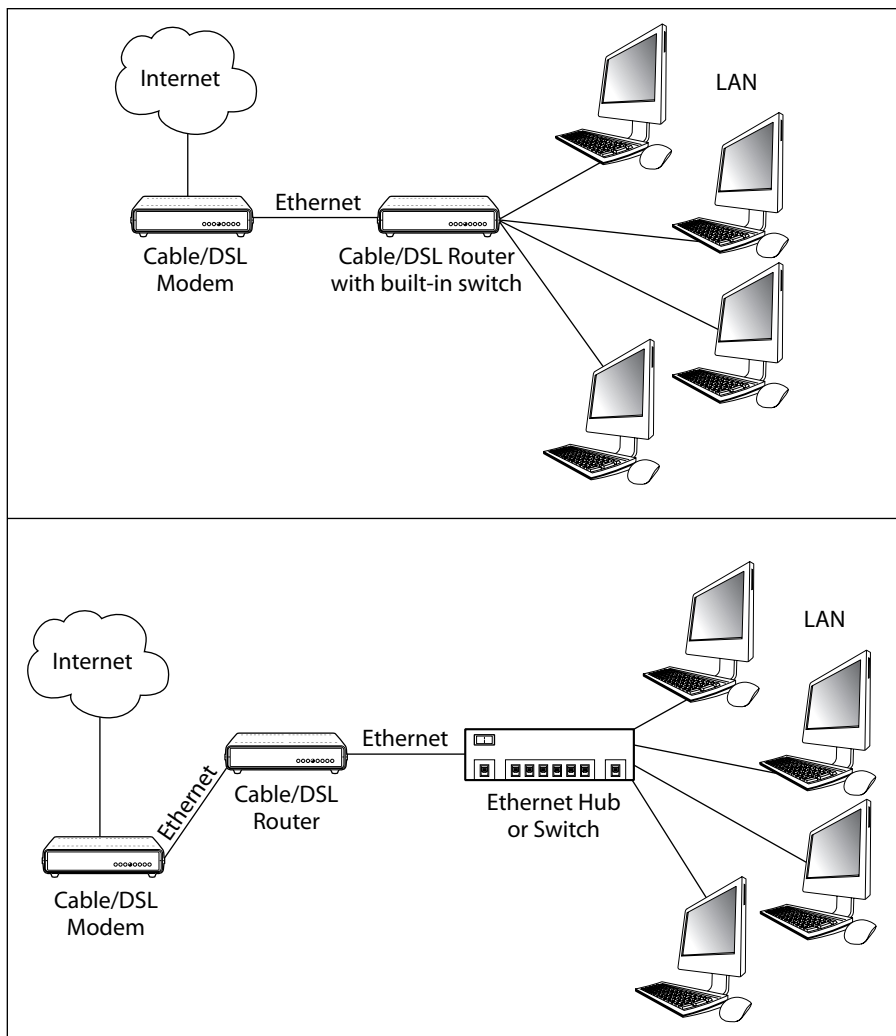 Internet
LAN
Ethernet
Cable/DSL
Modem
Cable/DSL Router
with built-in switch
Internet
LAN
Ethernet
Ethernet
Cable/DSL
Router
Ethernet Hub
or Switch
Cable/DSL
Modem